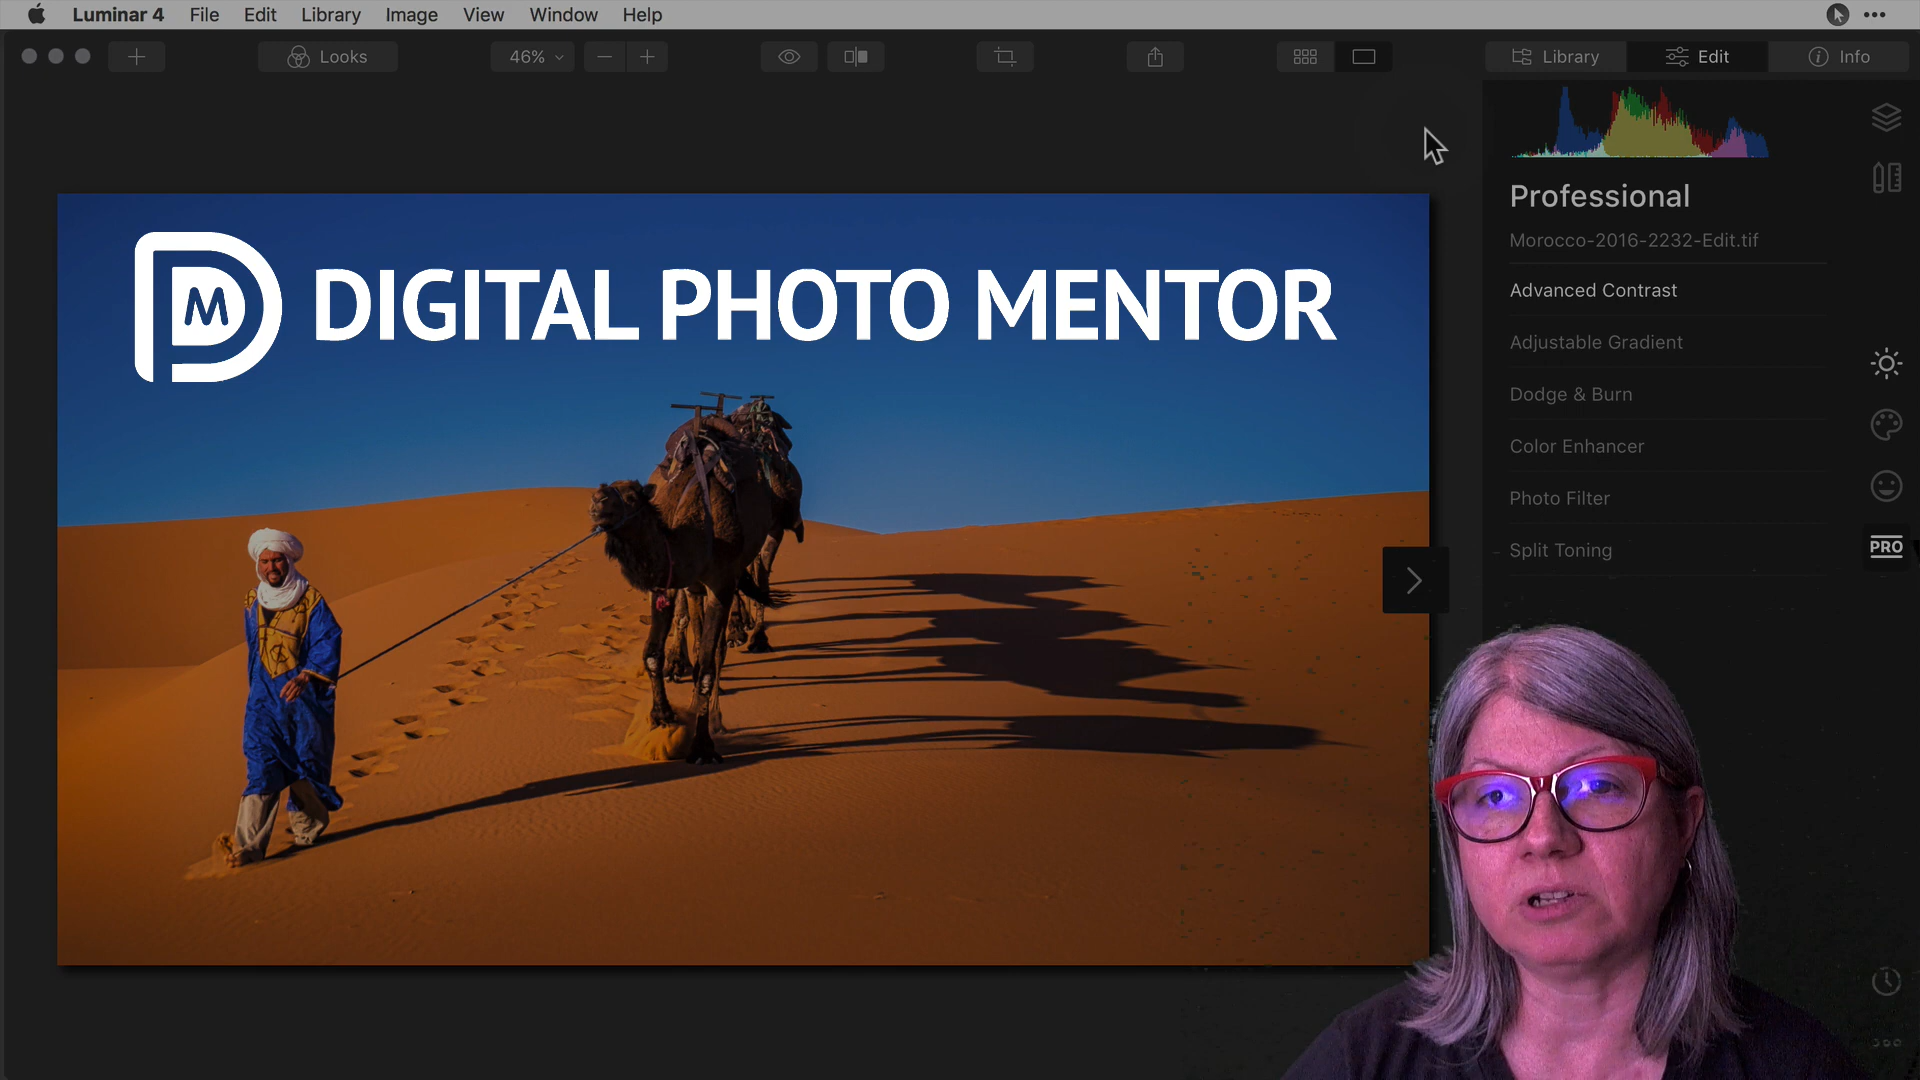 Luminar 4 File Edit Library Image View Window Help
Looks 46% Library Edit Info
Professional
Morocco-2016-2232-Edit.tif
Advanced Contrast
Adjustable Gradient
Dodge & Burn
Color Enhancer
Photo Filter
Split Toning
PRO
DM DIGITAL PHOTO MENTOR